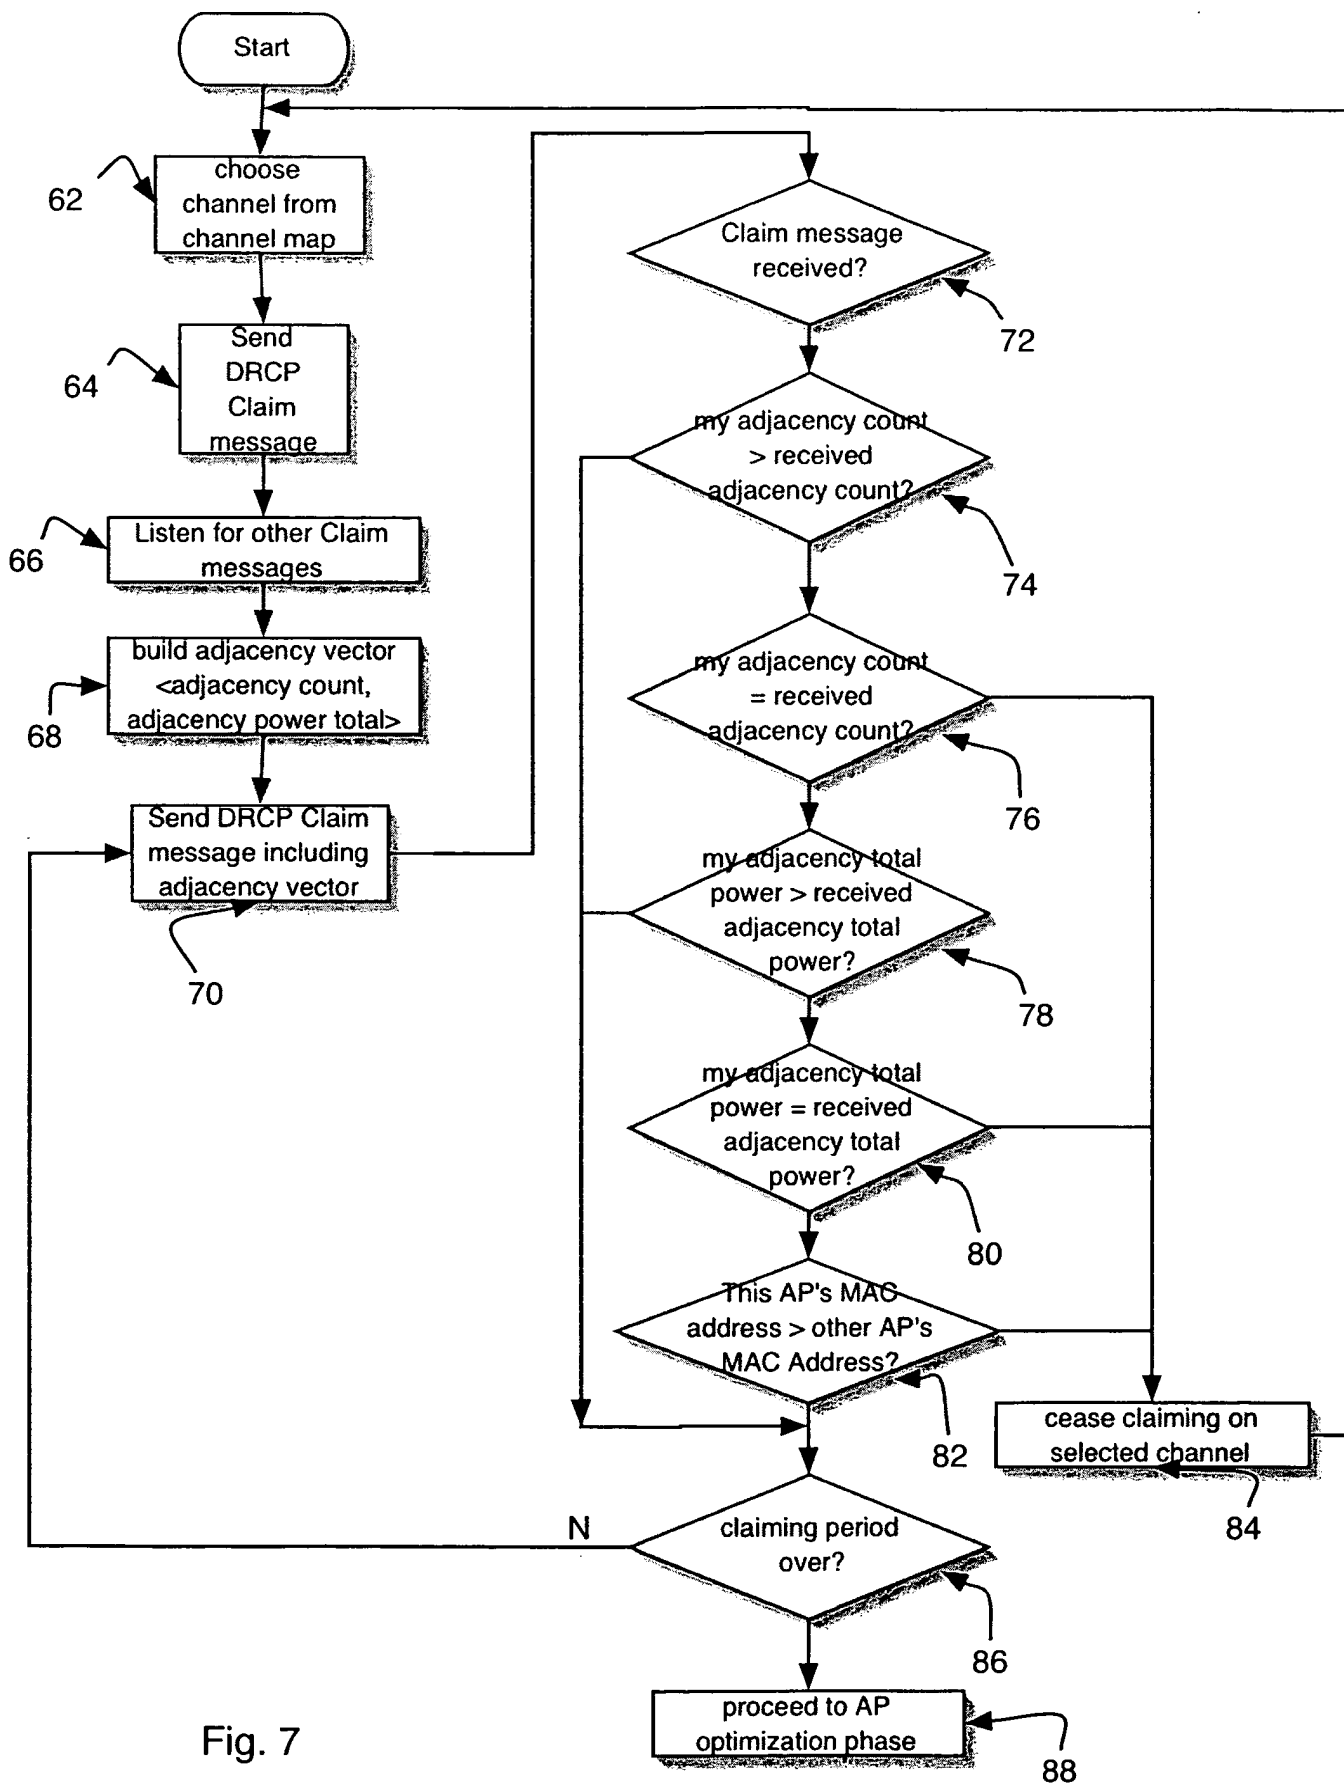 Start
62
choose
channel from
channel map
64
Send
DRCP
Claim
message
66
Listen for other Claim
messages
68
build adjacency vector
<adjacency count,
adjacency power total>
Send DRCP Claim
message including
adjacency vector
70
Claim message
received?
72
my adjacency count
> received
adjacency count?
74
my adjacency count
= received
adjacency count?
76
my adjacency total
power > received
adjacency total
power?
78
my adjacency total
power = received
adjacency total
power?
80
This AP's MAC
address > other AP's
MAC Address?
82
cease claiming on
selected channel
84
N
claiming period
over?
86
proceed to AP
optimization phase
88
Fig. 7